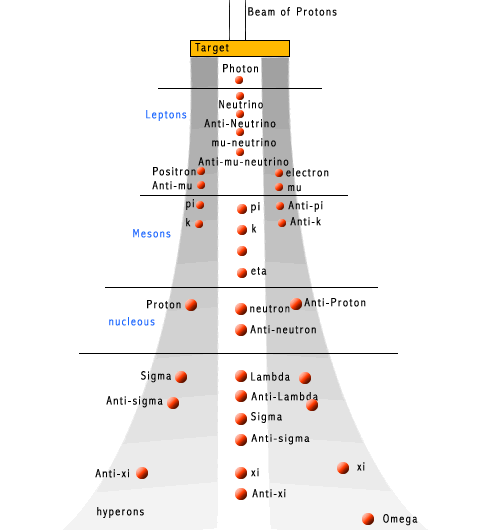 Beam of Protons
Target
Photon
Neutrino
Leptons
Anti-Neutrino
mu-neutrino
Anti-mu-neutrino
Positron
electron
Anti-mu
mu
pi
pi
Anti-pi
k
k
Anti-k
Mesons
eta
Proton
neutron
Anti-Proton
nucleous
Anti-neutron
Sigma
Lambda
Anti-sigma
Anti-Lambda
Sigma
Anti-sigma
Anti-xi
xi
xi
Anti-xi
hyperons
Omega